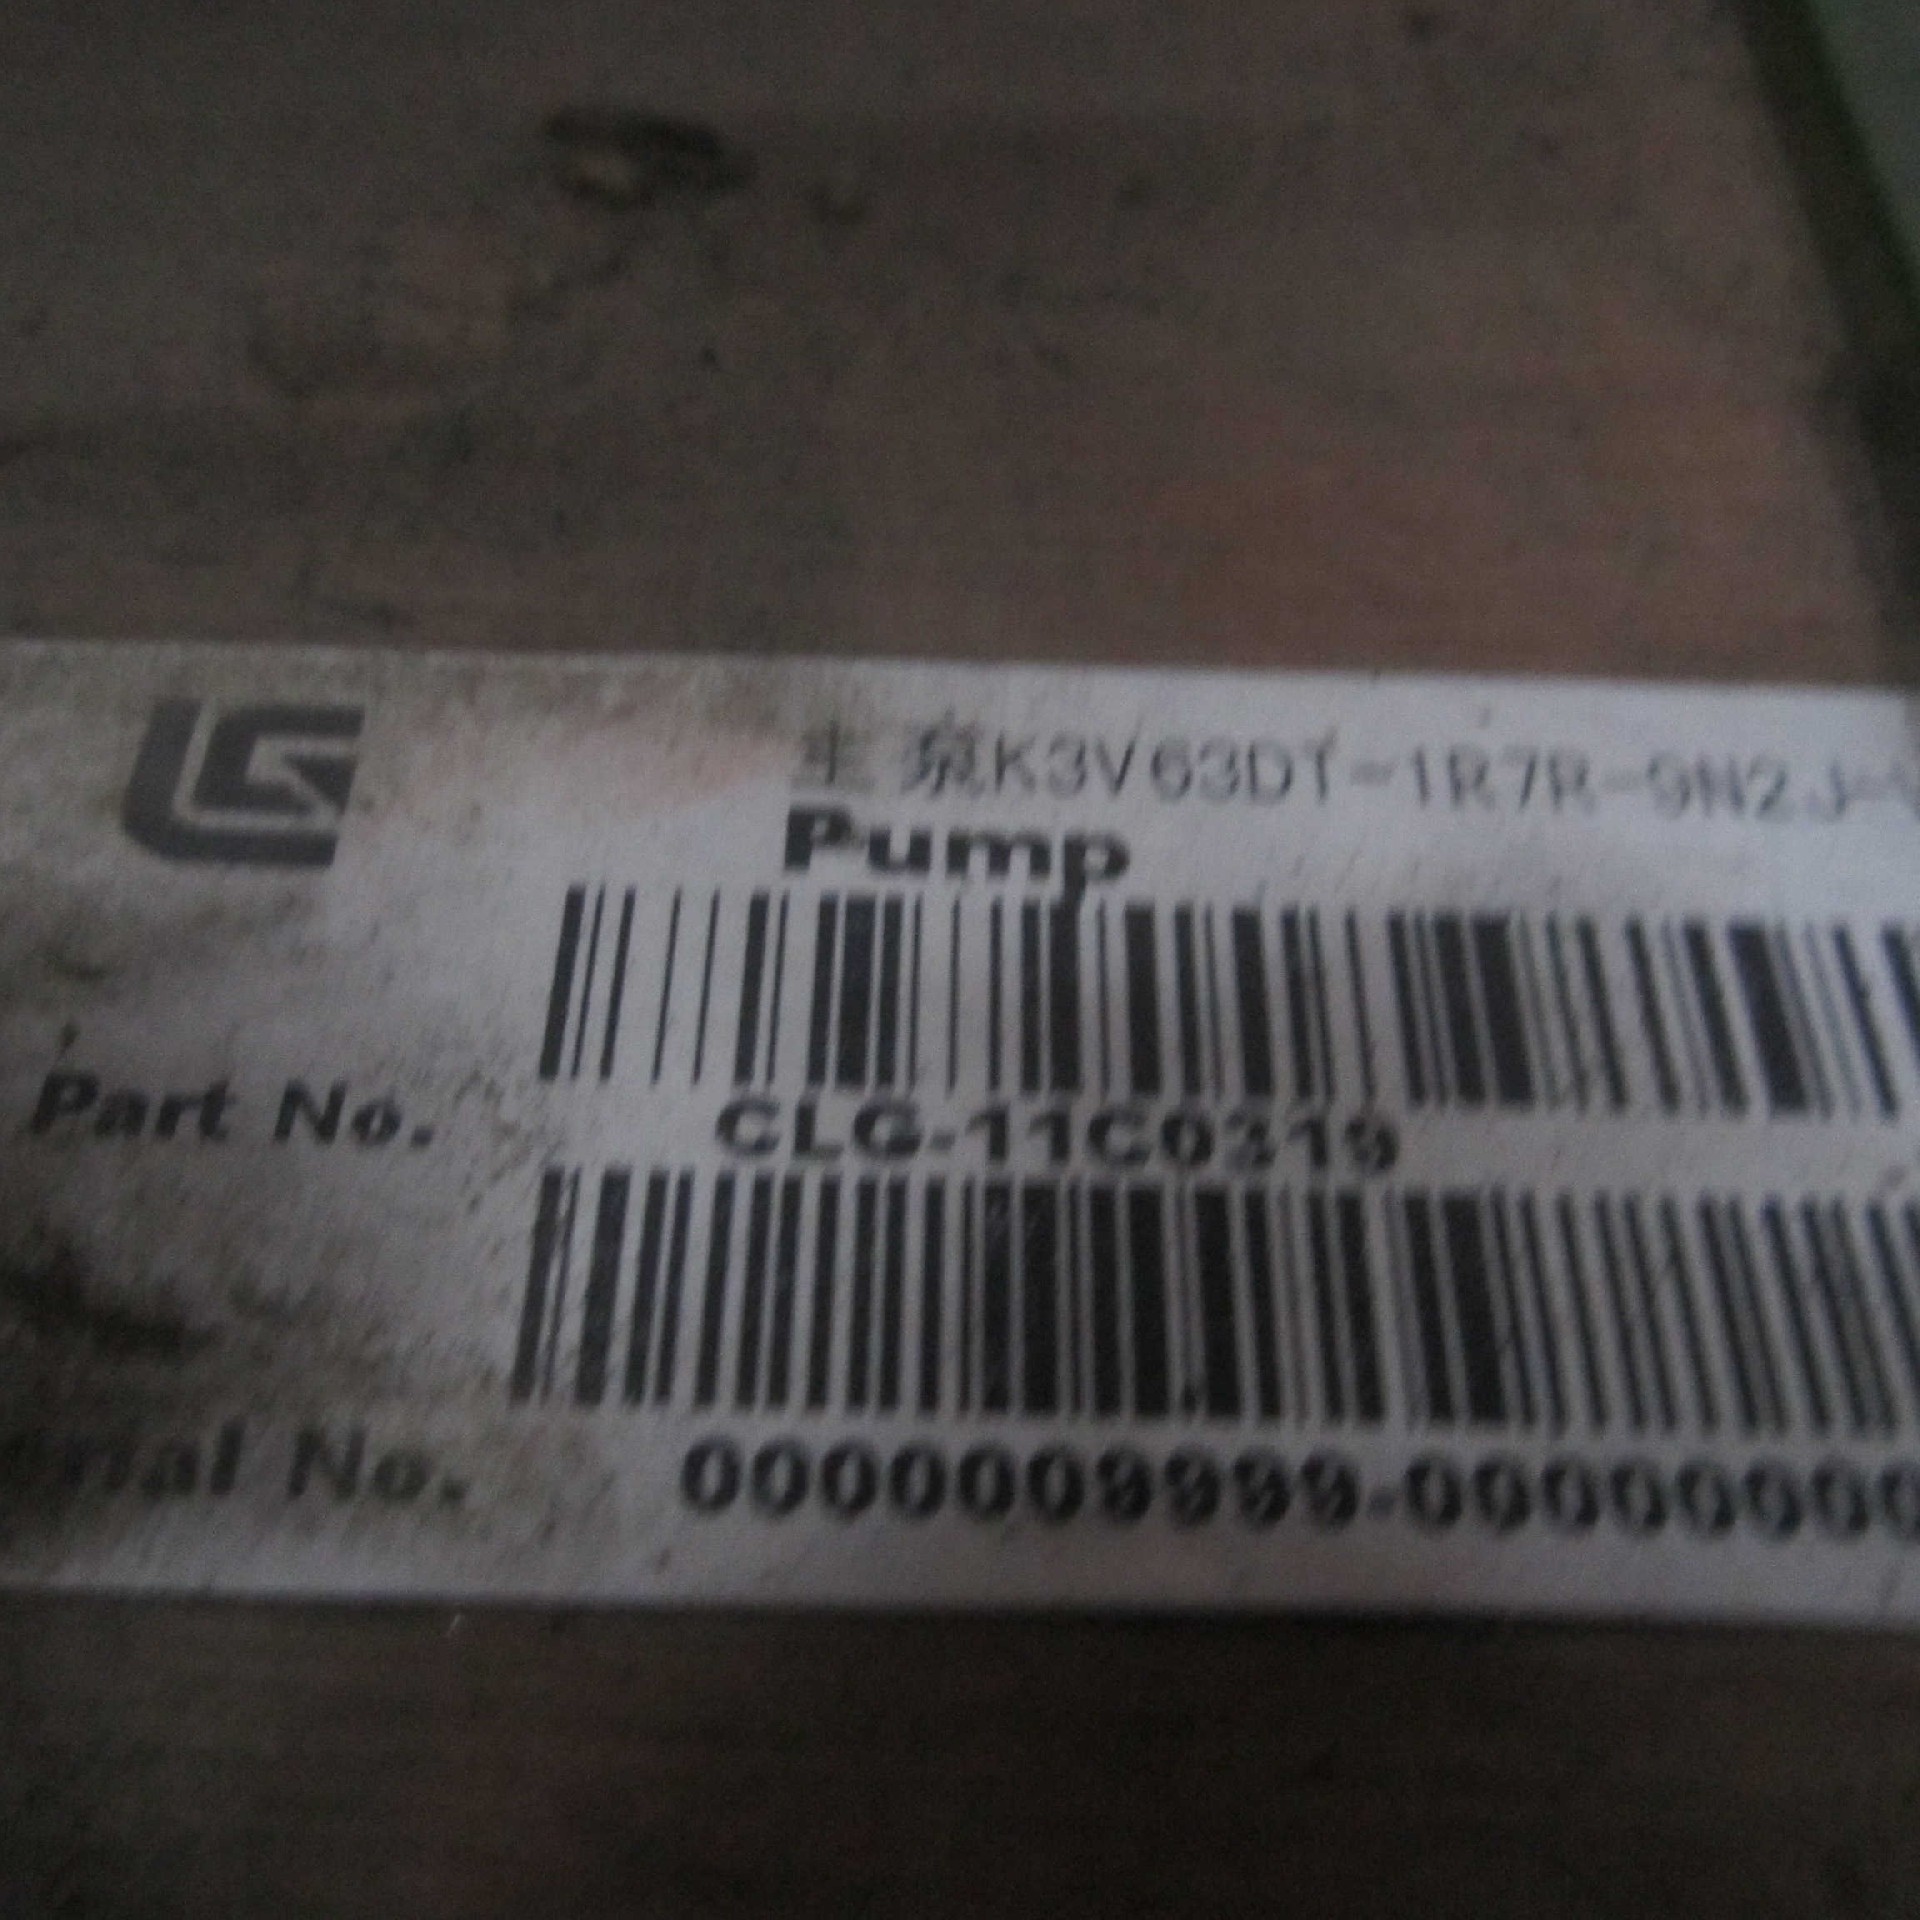 主泵K3V63DT-1R7R-9N2J-
Pump
Part No. CLG-11C0319
rial No. 0000009999-00000000